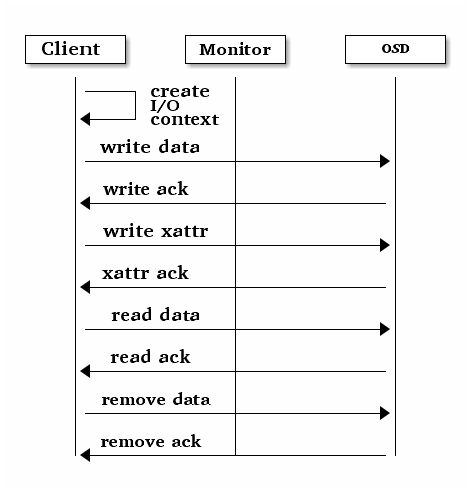 Client
Monitor
OSD
create
I/O
context
write data
write ack
write xattr
xattr ack
read data
read ack
remove data
remove ack